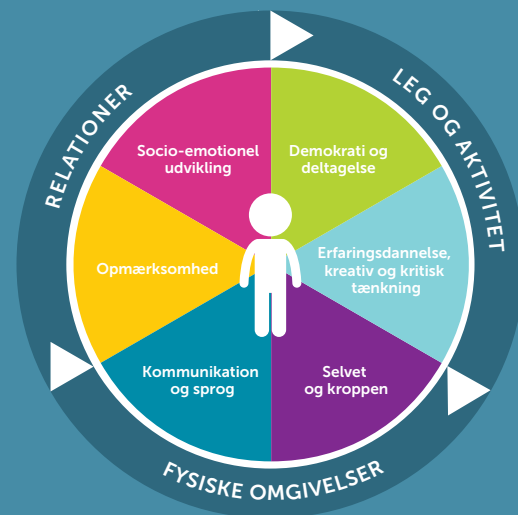 RELATIONER
LEG OG AKTIVITET
Socio-emotionel
udvikling
Demokrati og
deltagelse
Opmærksomhed
Erfaringsdannelse,
kreativ og kritisk
tænkning
Kommunikation
og sprog
Selvet
og kroppen
FYSISKE OMGIVELSER